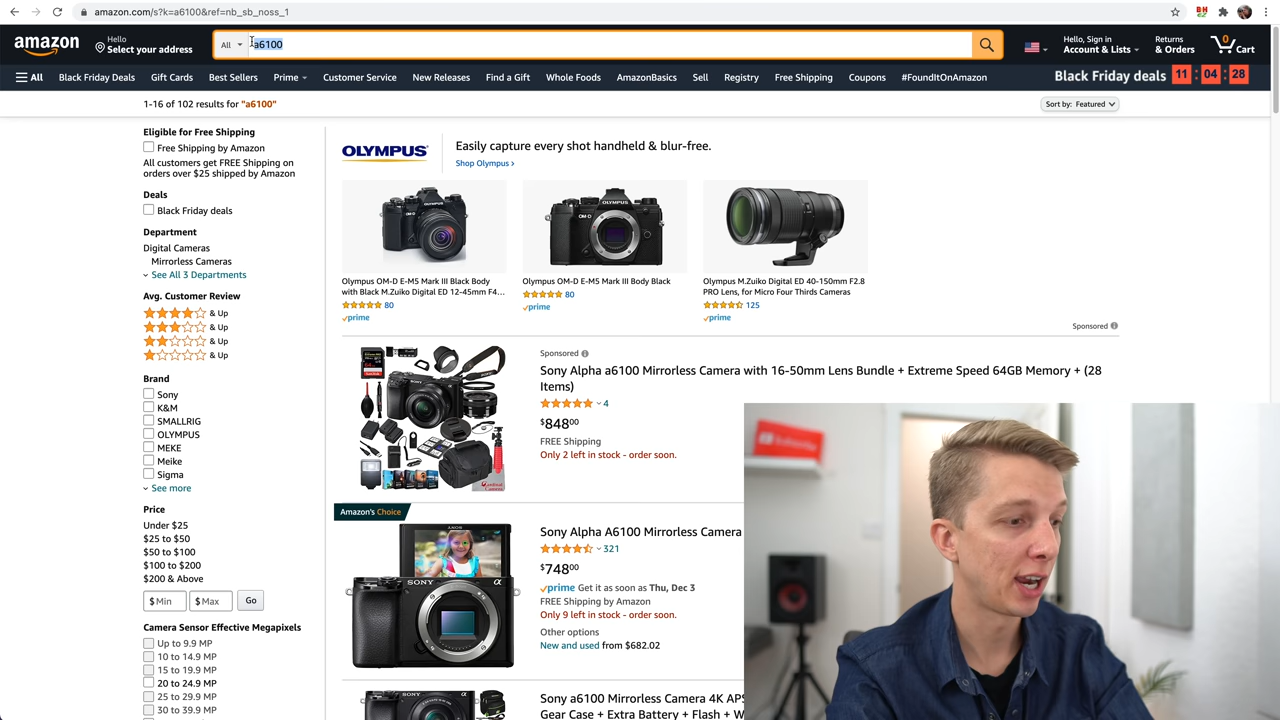 amazon.com/s?k=a6100&ref=nb_sb_noss_1
amazon
Hello
Select your address
All
a6100
Hello, Sign in
Account & Lists
Returns
& Orders
0
Cart
All
Black Friday Deals
Gift Cards
Best Sellers
Prime
Customer Service
New Releases
Find a Gift
Whole Foods
AmazonBasics
Sell
Registry
Free Shipping
Coupons
#FoundItOnAmazon
Black Friday deals 11 : 04 : 28
1-16 of 102 results for "a6100"
Sort by: Featured
Eligible for Free Shipping
Free Shipping by Amazon
All customers get FREE Shipping on
orders over $25 shipped by Amazon
Deals
Black Friday deals
Department
Digital Cameras
Mirrorless Cameras
See All 3 Departments
Avg. Customer Review
& Up
& Up
& Up
& Up
Brand
Sony
K&M
SMALLRIG
OLYMPUS
MEKE
Meike
Sigma
See more
Price
Under $25
$25 to $50
$50 to $100
$100 to $200
$200 & Above
$ Min
$ Max
Go
Camera Sensor Effective Megapixels
Up to 9.9 MP
10 to 14.9 MP
15 to 19.9 MP
20 to 24.9 MP
25 to 29.9 MP
30 to 39.9 MP
OLYMPUS
Easily capture every shot handheld & blur-free.
Shop Olympus ›
OLYMPUS
OLYMPUS
Olympus OM-D E-M5 Mark III Black Body
with Black M.Zuiko Digital ED 12-45mm F4...
80
prime
Olympus OM-D E-M5 Mark III Body Black
80
prime
Olympus M.Zuiko Digital ED 40-150mm F2.8
PRO Lens, for Micro Four Thirds Cameras
125
prime
Sponsored
Sponsored
Sony Alpha a6100 Mirrorless Camera with 16-50mm Lens Bundle + Extreme Speed 64GB Memory + (28
Items)
4
$84800
FREE Shipping
Only 2 left in stock - order soon.
Amazon's Choice
SONY
SONY
Sony Alpha A6100 Mirrorless Camera
321
$74800
prime Get it as soon as Thu, Dec 3
FREE Shipping by Amazon
Only 9 left in stock - order soon.
Other options
New and used from $682.02
Sony a6100 Mirrorless Camera 4K APS
Gear Case + Extra Battery + Flash + W